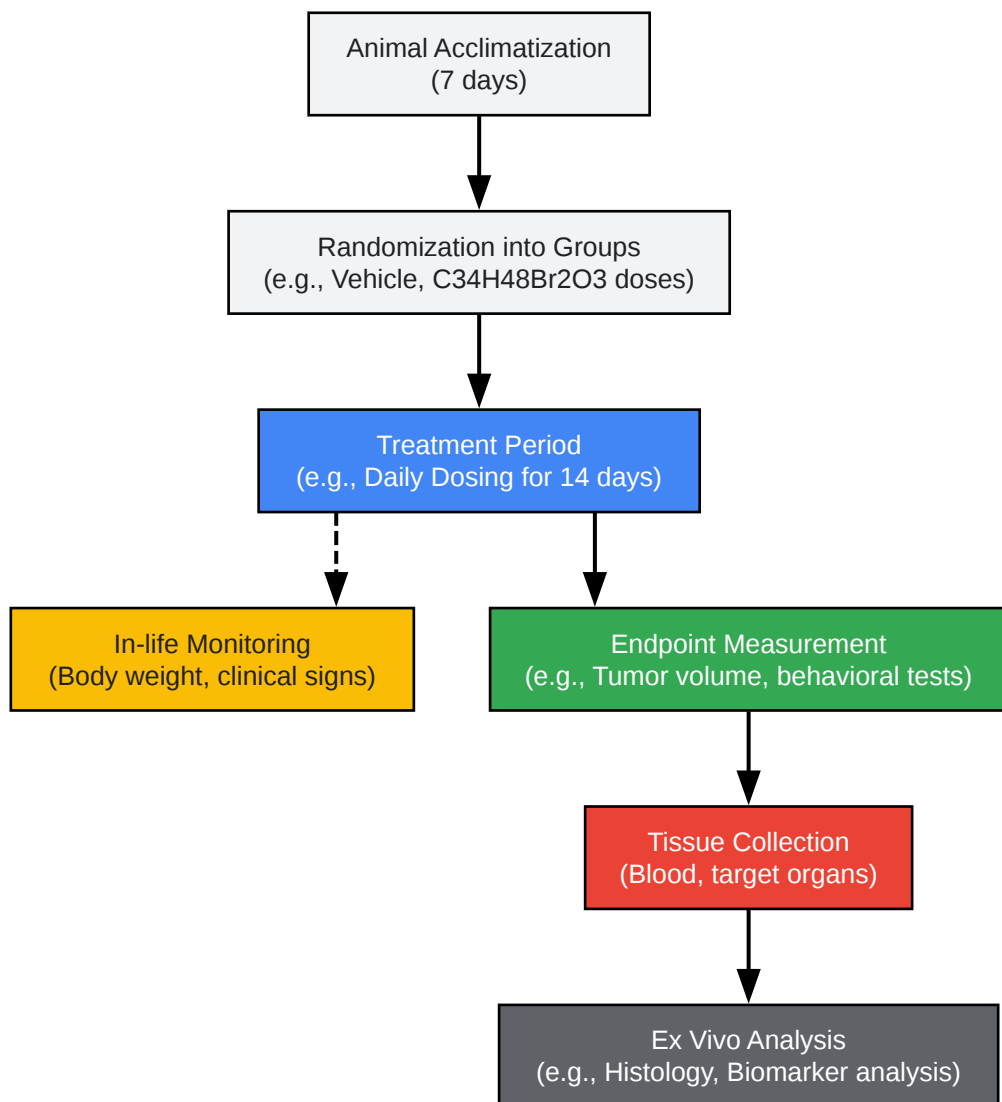 Animal Acclimatization
(7 days)
Randomization into Groups
(e.g., Vehicle, C34H48Br2O3 doses)
Treatment Period
(e.g., Daily Dosing for 14 days)
In-life Monitoring
(Body weight, clinical signs)
Endpoint Measurement
(e.g., Tumor volume, behavioral tests)
Tissue Collection
(Blood, target organs)
Ex Vivo Analysis
(e.g., Histology, Biomarker analysis)